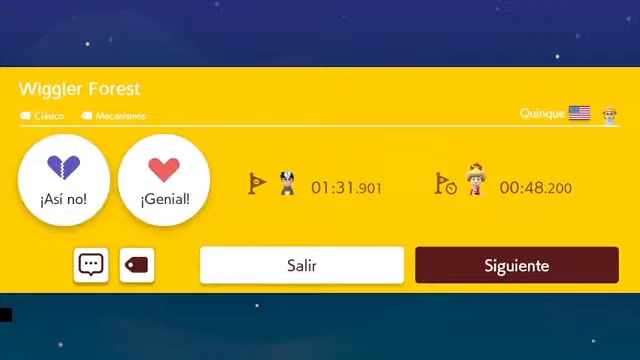 Wiggler Forest
Clásico Mecanismos Quinque
¡Así no! ¡Genial! 01:31.901 00:48.200
Salir Siguiente